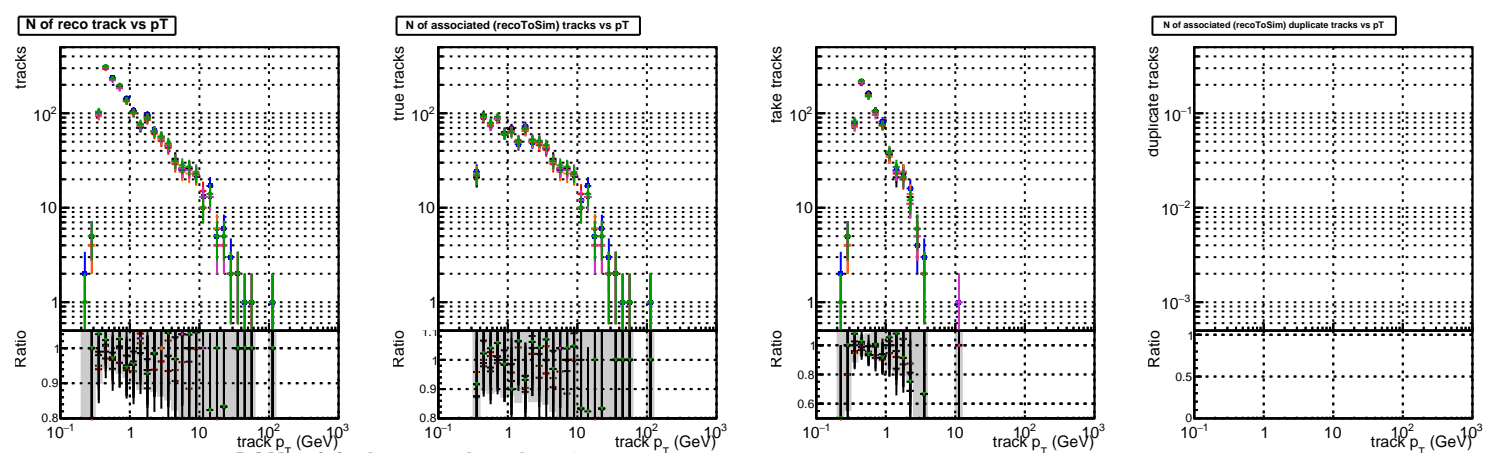 N of reco track vs pT
tracks
10²
10
1
Ratio
1
0.9
0.8
10⁻¹ 1 10 10² 10³
track p_T (GeV)
N of associated (recoToSim) tracks vs pT
true tracks
10²
10
1
Ratio
1.1
1
0.9
0.8
10⁻¹ 1 10 10² 10³
track p_T (GeV)
fake tracks
10²
10
1
Ratio
1
0.8
0.6
10⁻¹ 1 10 10² 10³
track p_T (GeV)
N of associated (recoToSim) duplicate tracks vs pT
duplicate tracks
10⁻¹
10⁻²
10⁻³
Ratio
1
0.5
0
10⁻¹ 1 10 10² 10³
track p_T (GeV)